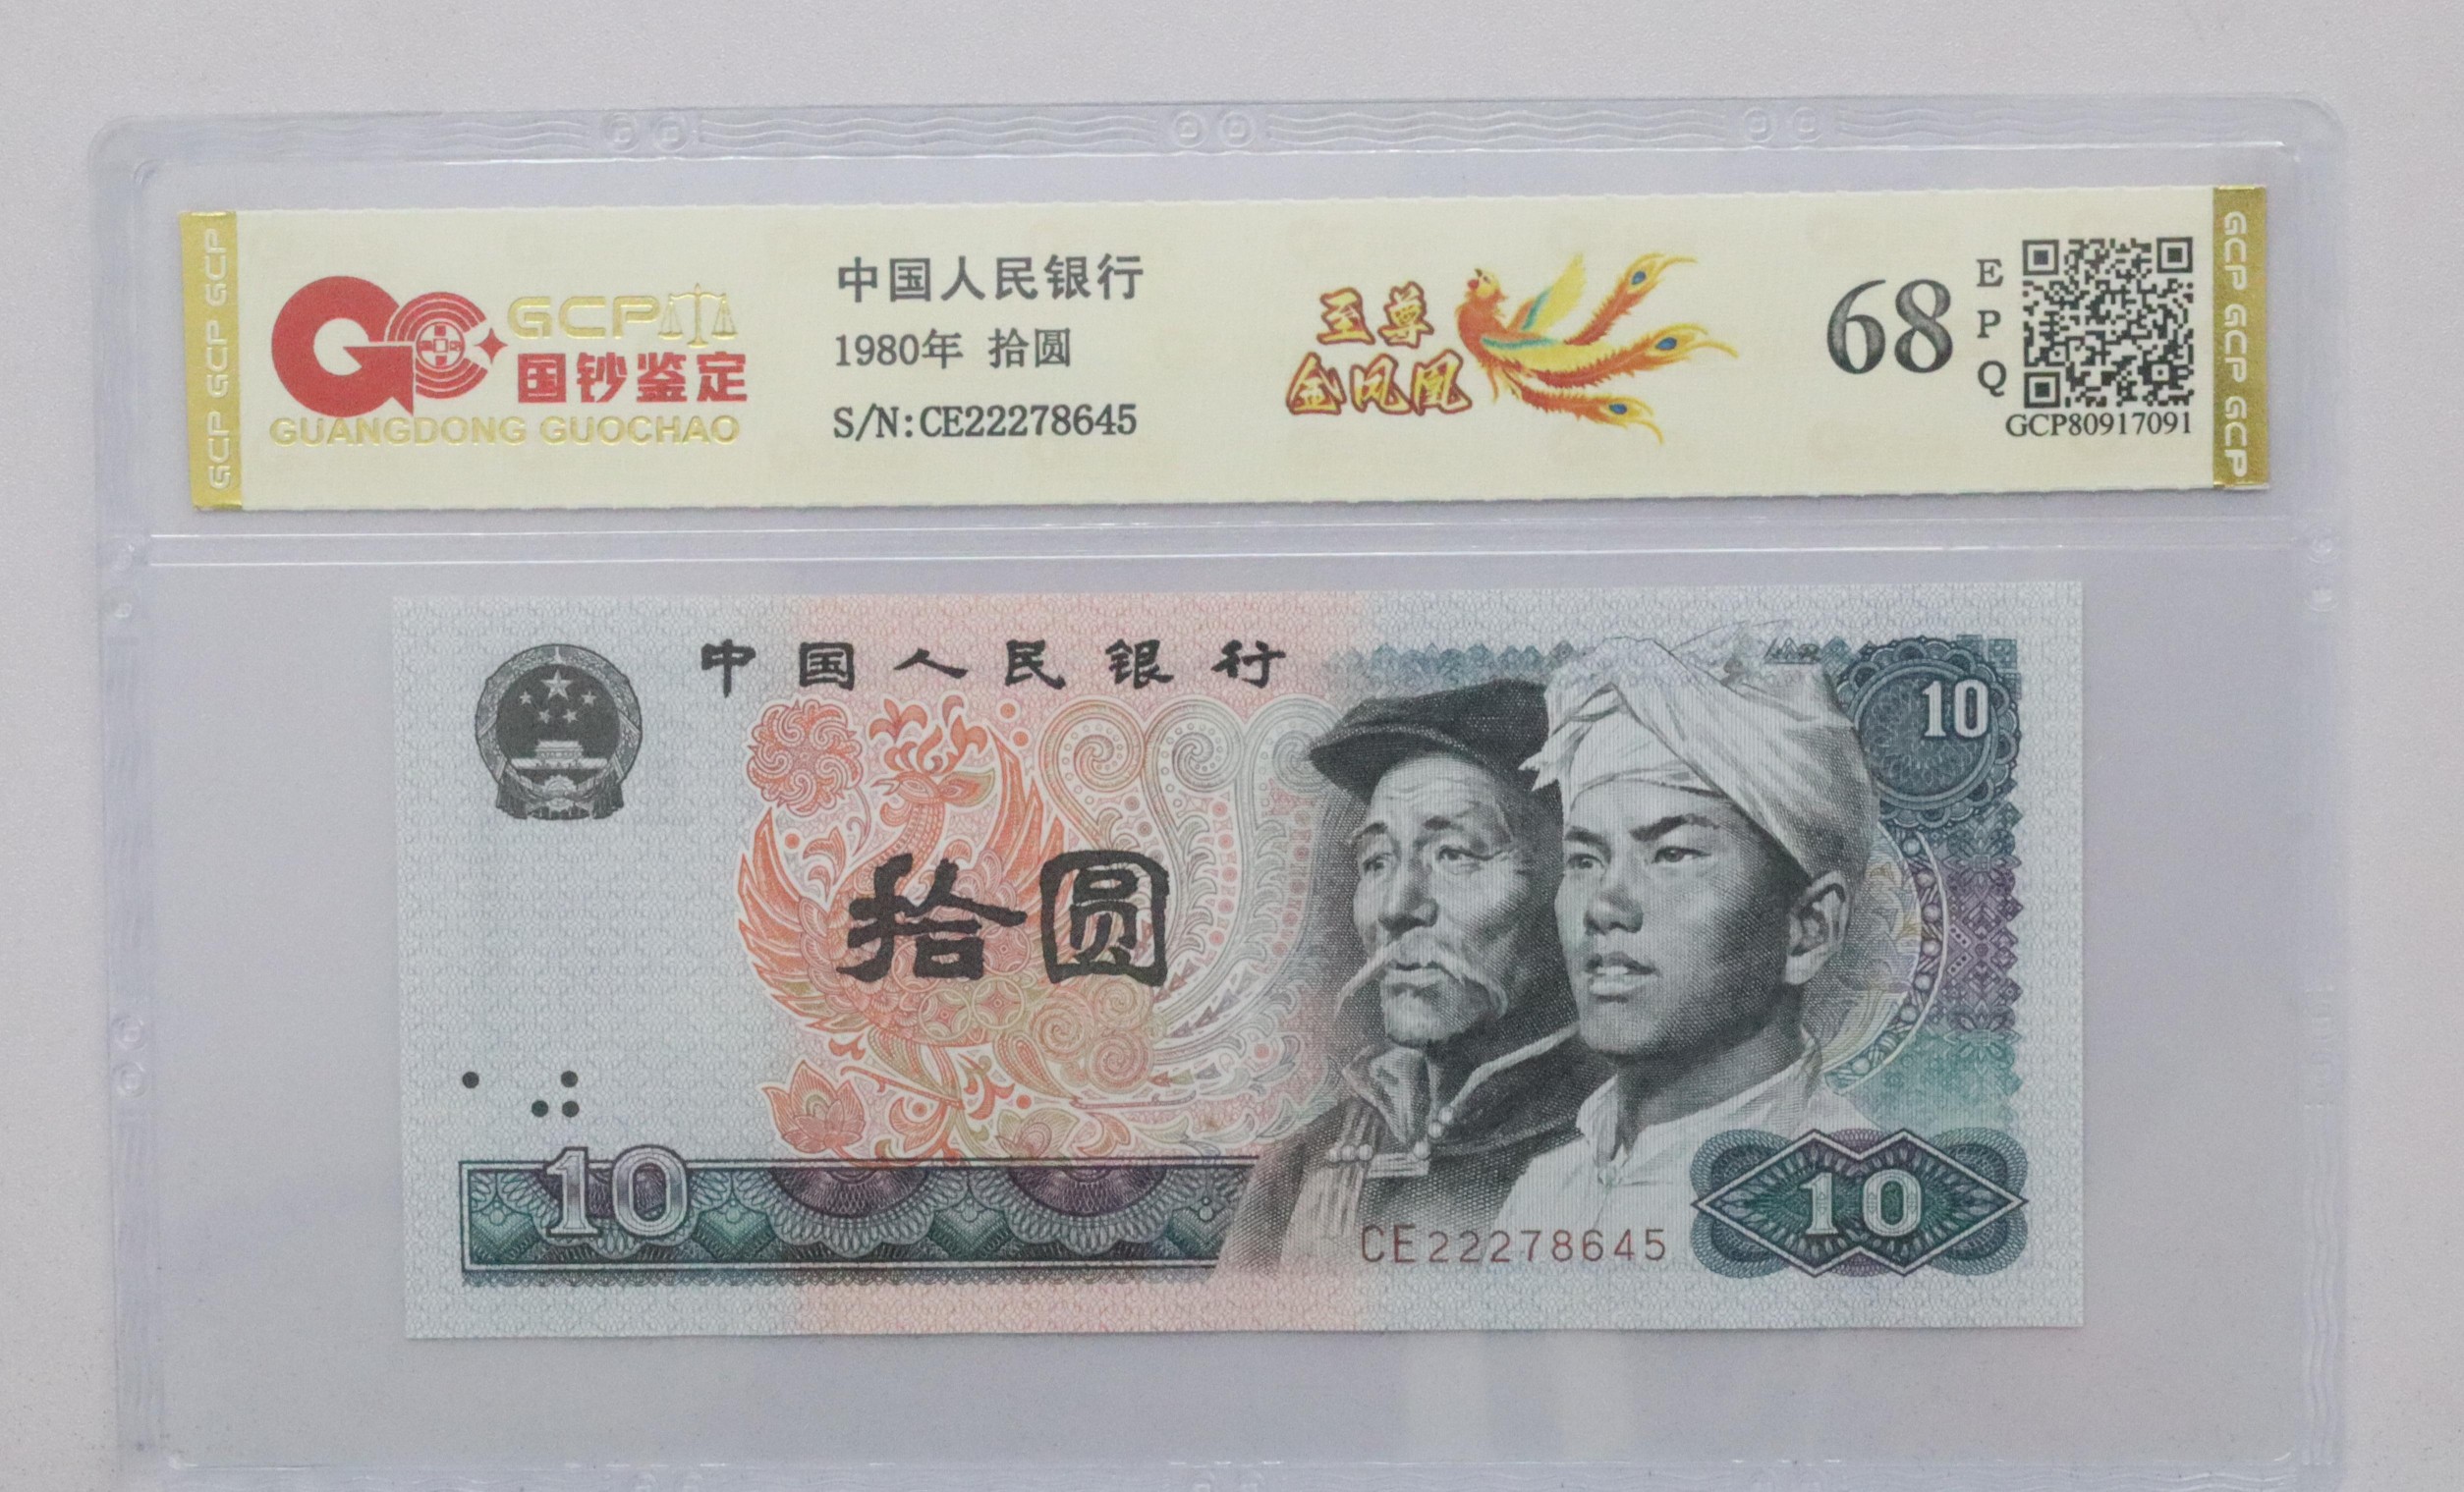 GCP GCP GCP
GCP
国钞鉴定
GUANGDONG GUOCHAO
中国人民银行
1980年 拾圆
S/N:CE22278645
至尊
金凤凰
68
E
P
Q
GCP80917091
GCP GCP GCP
中国人民银行
10
拾圆
10
CE22278645
10